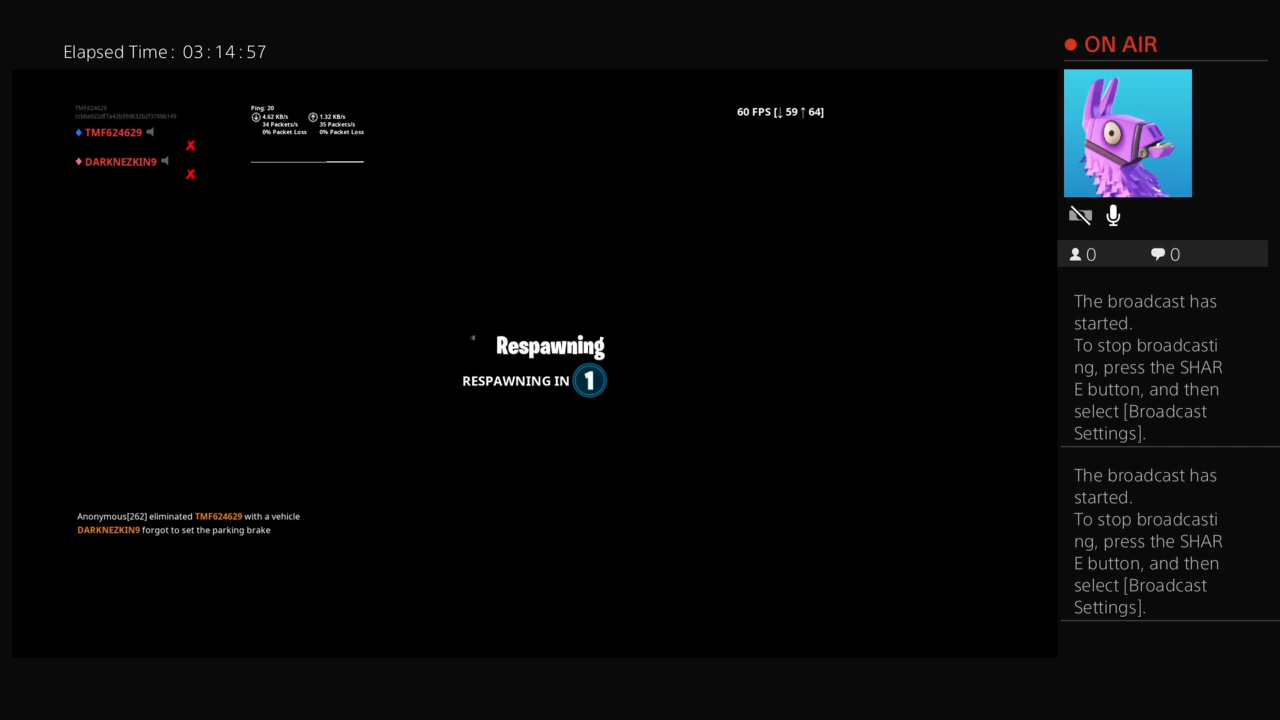 Elapsed Time: 03:14:57
ON AIR
TMF624629
TMF624629
DARKNEZKIN9
X
X
Ping: 20
4.62 KB/s 1.32 KB/s
34 Packets/s 35 Packets/s
0% Packet Loss 0% Packet Loss
60 FPS [↓ 59 ↑ 64]
Respawning
RESPAWNING IN 1
Anonymous[262] eliminated TMF624629 with a vehicle
DARKNEZKIN9 forgot to set the parking brake
0 0
The broadcast has
started.
To stop broadcasti
ng, press the SHAR
E button, and then
select [Broadcast
Settings].
The broadcast has
started.
To stop broadcasti
ng, press the SHAR
E button, and then
select [Broadcast
Settings].